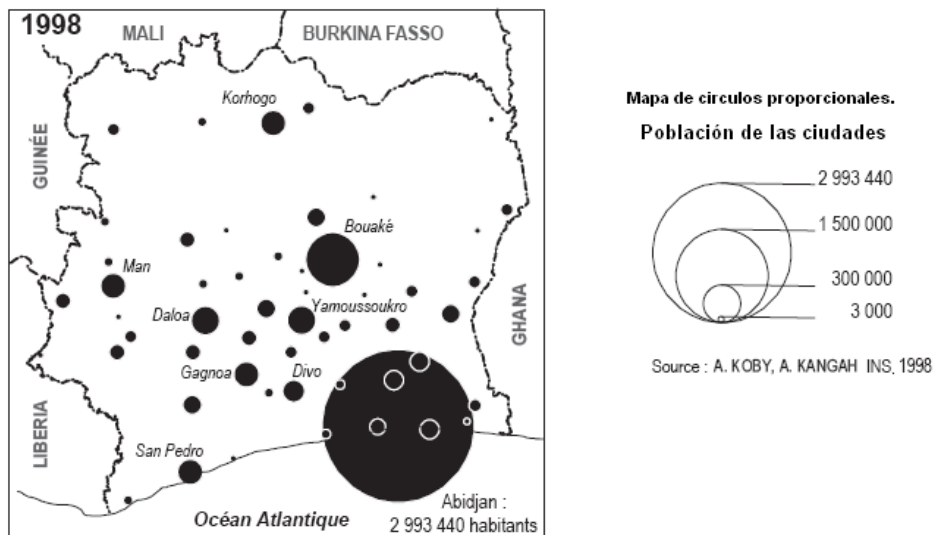 1998
MALI
BURKINA FASSO
Korhogo
GUINÉE
Bouaké
Man
Daloa
Yamoussoukro
GHANA
Gagnoa
Divo
LIBERIA
San Pedro
Océan Atlantique
Abidjan :
2 993 440 habitants
Mapa de circulos proporcionales.
Población de las ciudades
2 993 440
1 500 000
300 000
3 000
Source : A. KOBY, A. KANGAH INS, 1998